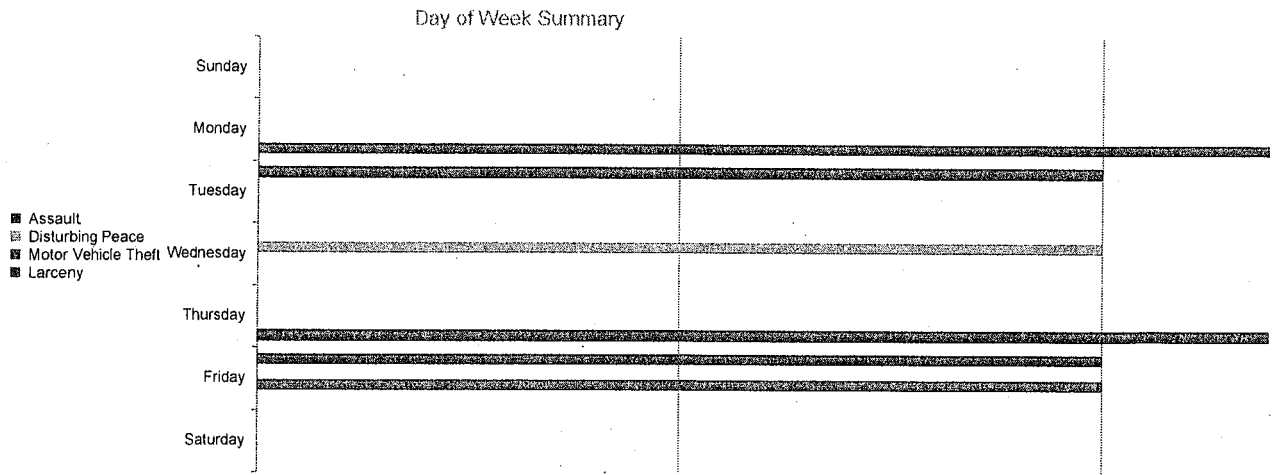 Day of Week Summary
Sunday
Monday
Tuesday
Assault
Disturbing Peace
Motor Vehicle Theft
Larceny
Wednesday
Thursday
Friday
Saturday